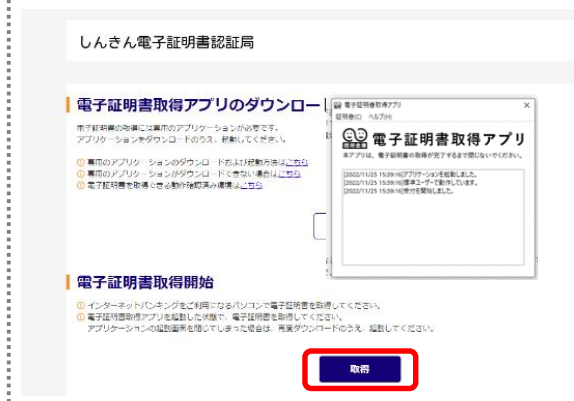 しんきん電子証明書認証局
電子証明書取得アプリのダウンロー
電子証明書の取得には専用のアプリケーションが必要です。
アプリケーションをダウンロードのうえ、起動してください。
専用のアプリケーションのダウンロードおよび起動方法はこちら
専用のアプリケーションがダウンロードできない場合はこちら
電子証明書を取得できる動作確認済み環境はこちら
電子証明書取得アプリ
証明書(C) ヘルプ(H)
信用金庫
電子証明書取得アプリ
本アプリは、電子証明書の取得が完了するまで閉じないでください。
[2022/11/25 15:39:16]アプリケーションを起動しました。
[2022/11/25 15:39:16]標準ユーザーで動作しています。
[2022/11/25 15:39:16]受付を開始しました。
電子証明書取得開始
インターネットバンキングをご利用になるパソコンで電子証明書を取得してください。
電子証明書取得アプリを起動した状態で、電子証明書を取得してください。
アプリケーションの起動画面を閉じてしまった場合は、再度ダウンロードのうえ、起動してください。
取得